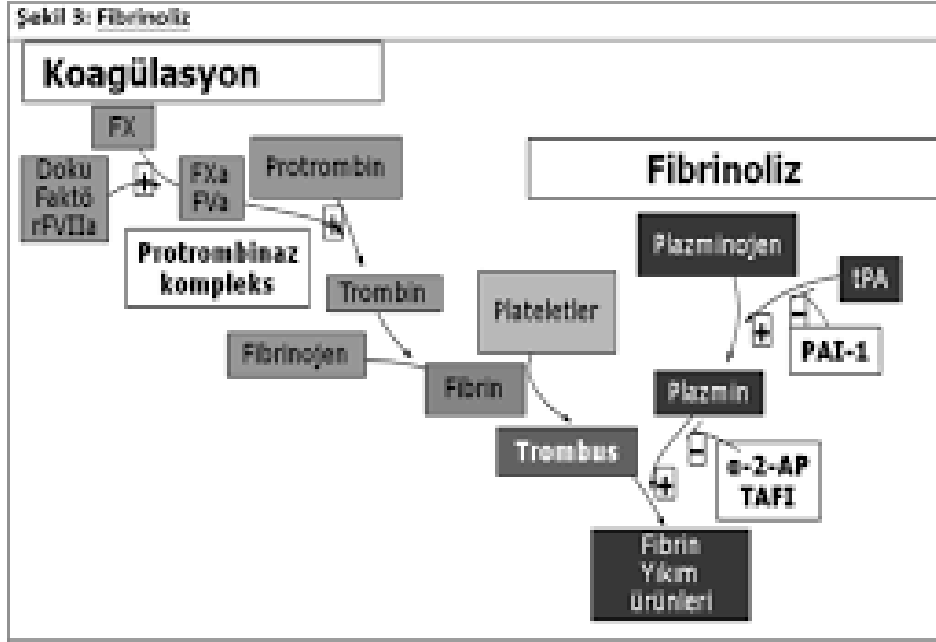 Şekil 3: Fibrinoliz
Koagülasyon
FX
Doku
Faktö
rFVIIa
+
FXa
FVa
Protrombin
+
Protrombinaz
kompleks
Trombin
Fibrinojen
Fibrin
Plateletler
Trombus
Fibrinoliz
Plazminojen
tPA
+
−
PAI-1
Plazmin
+
−
α-2-AP
TAFI
Fibrin
Yıkım
ürünleri